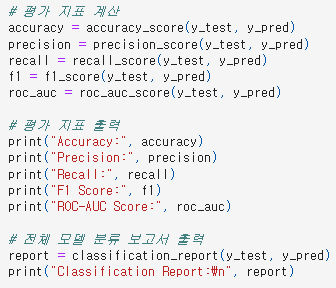 # 평가 지표 계산
accuracy = accuracy_score(y_test, y_pred)
precision = precision_score(y_test, y_pred)
recall = recall_score(y_test, y_pred)
f1 = f1_score(y_test, y_pred)
roc_auc = roc_auc_score(y_test, y_pred)

# 평가 지표 출력
print("Accuracy:", accuracy)
print("Precision:", precision)
print("Recall:", recall)
print("F1 Score:", f1)
print("ROC-AUC Score:", roc_auc)

# 전체 모델 분류 보고서 출력
report = classification_report(y_test, y_pred)
print("Classification Report:₩n", report)